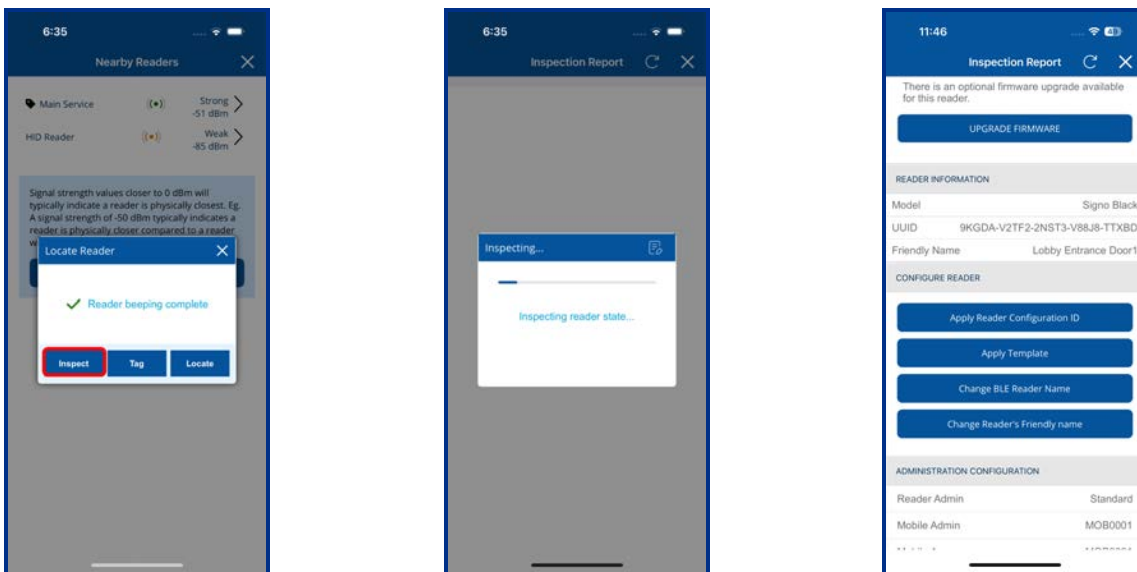 6:35
Nearby Readers
Main Service
Strong
-51 dBm
HID Reader
Weak
-85 dBm
Signal strength values closer to 0 dBm will
typically indicate a reader is physically closest. Eg.
A signal strength of -50 dBm typically indicates a
reader is physically closer compared to a reader
Locate Reader
Reader beeping complete
Inspect Tag Locate
6:35
Inspection Report
Inspecting...
Inspecting reader state...
11:46
Inspection Report
There is an optional firmware upgrade available
for this reader.
UPGRADE FIRMWARE
READER INFORMATION
Model Signo Black
UUID 9KGDA-V2TF2-2NST3-V88J8-TTXBD
Friendly Name Lobby Entrance Door1
CONFIGURE READER
Apply Reader Configuration ID
Apply Template
Change BLE Reader Name
Change Reader's Friendly name
ADMINISTRATION CONFIGURATION
Reader Admin Standard
Mobile Admin MOB0001